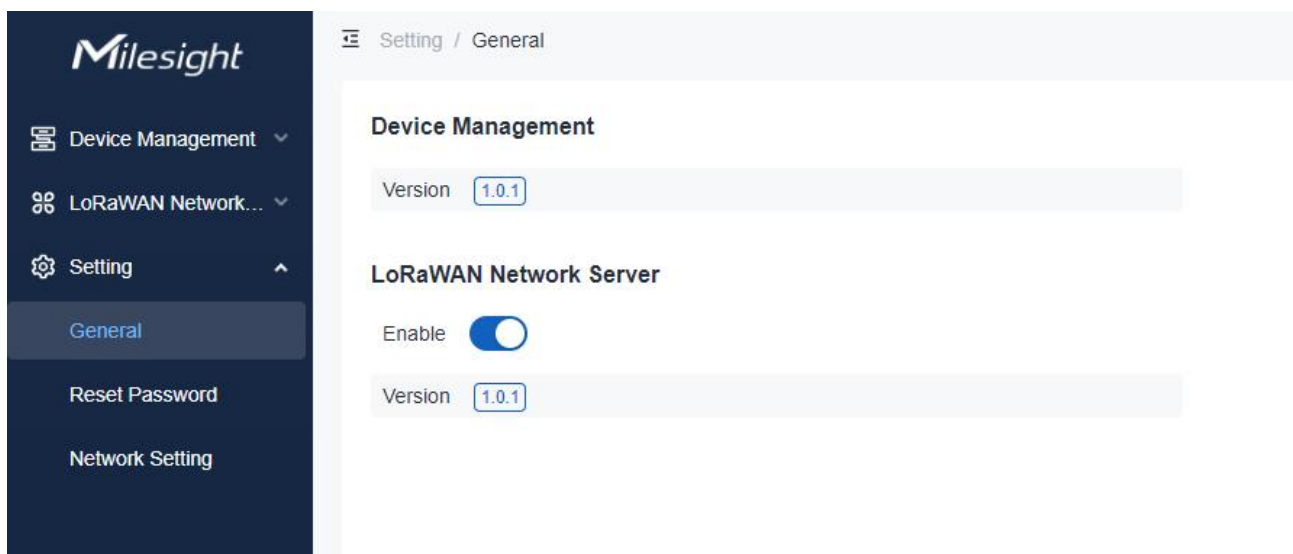 Milesight
Device Management
LoRaWAN Network...
Setting
General
Reset Password
Network Setting
Setting / General
Device Management
Version 1.0.1
LoRaWAN Network Server
Enable
Version 1.0.1